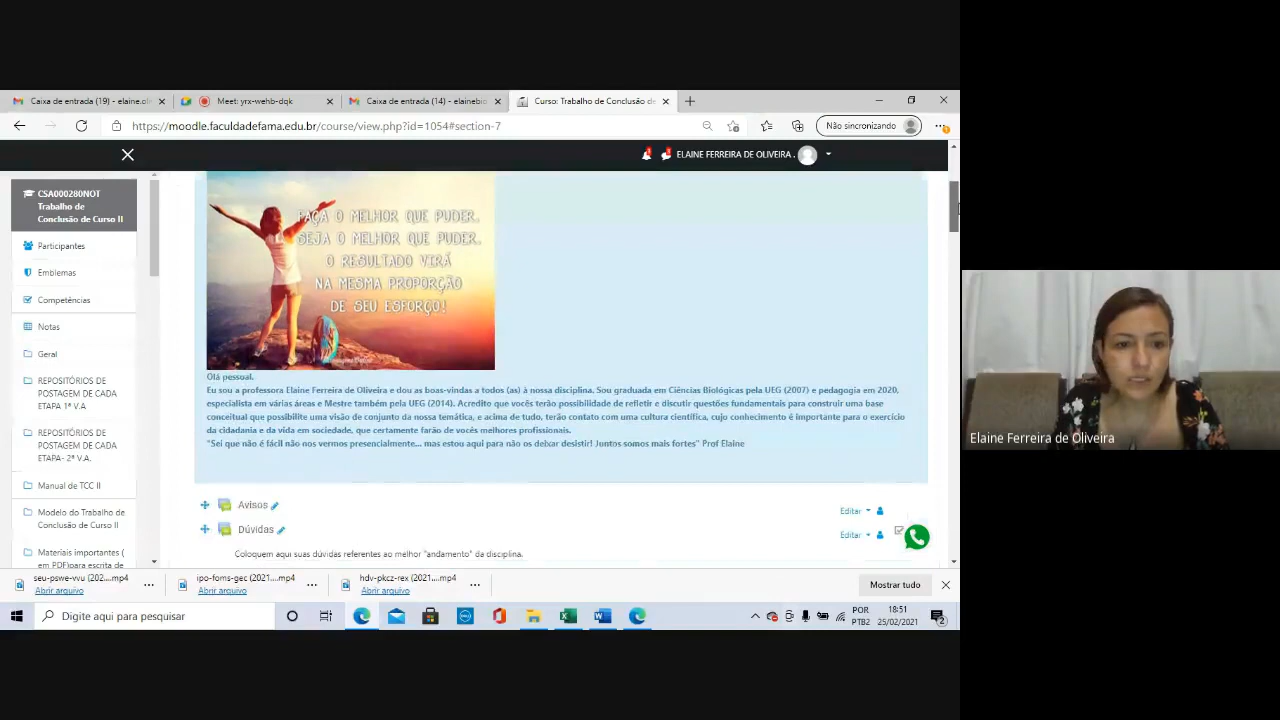 Caixa de entrada (19) - elaine.oli
Meet: yrx-wehb-dqk
Caixa de entrada (14) - elainebio
Curso: Trabalho de Conclusão de
https://moodle.faculdadefama.edu.br/course/view.php?id=1054#section-7
Não sincronizando
ELAINE FERREIRA DE OLIVEIRA .
CSA000280NOT
Trabalho de
Conclusão de Curso II
Participantes
Emblemas
Competências
Notas
Geral
REPOSITÓRIOS DE
POSTAGEM DE CADA
ETAPA 1ª V.A
REPOSITÓRIOS DE
POSTAGEM DE CADA
ETAPA- 2ª V.A.
Manual de TCC II
Modelo do Trabalho de
Conclusão de Curso II
Materiais importantes (
em PDF)para escrita de
FAÇA O MELHOR QUE PUDER.
SEJA O MELHOR QUE PUDER.
O RESULTADO VIRÁ
NA MESMA PROPORÇÃO
DE SEU ESFORÇO!
Olá pessoal.
Eu sou a professora Elaine Ferreira de Oliveira e dou as boas-vindas a todos (as) à nossa disciplina. Sou graduada em Ciências Biológicas pela UEG (2007) e pedagogia em 2020,
especialista em várias áreas e Mestre também pela UEG (2014). Acredito que vocês terão possibilidade de refletir e discutir questões fundamentais para construir uma base
conceitual que possibilite uma visão de conjunto da nossa temática, e acima de tudo, terão contato com uma cultura científica, cujo conhecimento é importante para o exercício
da cidadania e da vida em sociedade, que certamente farão de vocês melhores profissionais.
"Sei que não é fácil não nos vermos presencialmente... mas estou aqui para não os deixar desistir! Juntos somos mais fortes" Prof Elaine
Avisos
Editar
Dúvidas
Editar
Coloquem aqui suas dúvidas referentes ao melhor "andamento" da disciplina.
Elaine Ferreira de Oliveira
seu-pswe-vvu (202....mp4
Abrir arquivo
ipo-foms-gec (2021....mp4
Abrir arquivo
hdv-pkcz-rex (2021....mp4
Abrir arquivo
Mostrar tudo
Digite aqui para pesquisar
POR
PTB2
18:51
25/02/2021
2